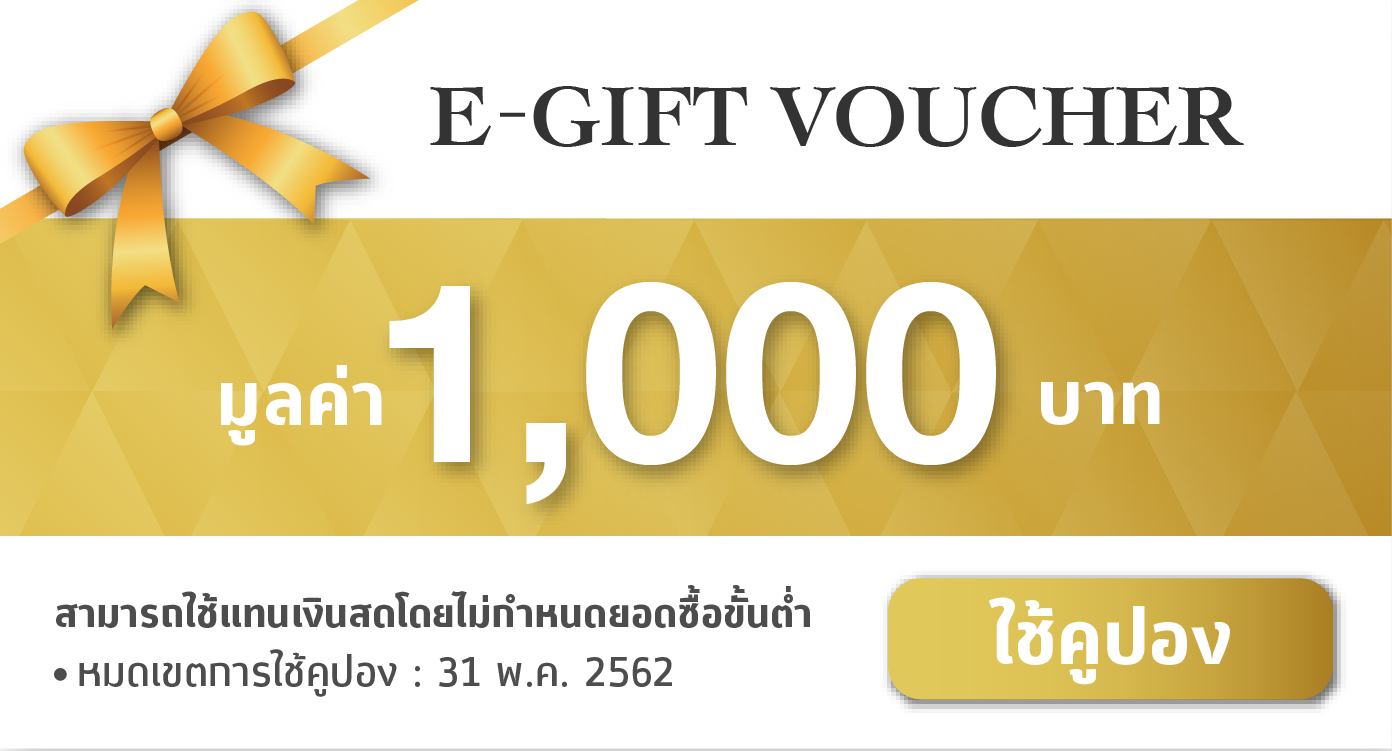 E-GIFT VOUCHER
มูลค่า 1,000 บาท
สามารถใช้แทนเงินสดโดยไม่กำหนดยอดซื้อขั้นต่ำ
• หมดเขตการใช้คูปอง : 31 พ.ค. 2562
ใช้คูปอง